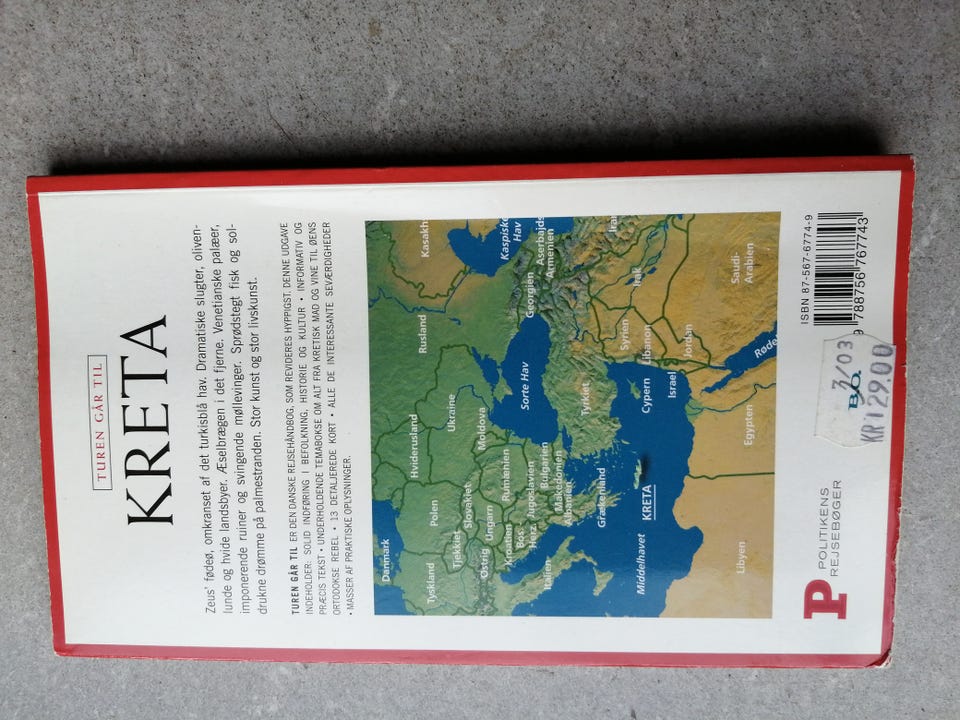 TUREN GÅR TIL
KRETA
Zeus' fødeø, omkranset af det turkisblå hav. Dramatiske slugter, oliven-
lunde og hvide landsbyer. Æselbræggen i det fjerne. Venetianske palæer,
imponerende ruiner og svingende møllevinger. Sprødstegt fisk og sol-
drukne drømme på palmestranden. Stor kunst og stor livskunst.
TUREN GÅR TIL ER DEN DANSKE REJSEHÅNDBOG, SOM REVIDERES HYPPIGST. DENNE UDGAVE
INDEHOLDER: SOLID INDFØRING I BEFOLKNING, HISTORIE OG KULTUR • INFORMATIV OG
PRÆCIS TEKST • UNDERHOLDENDE TEMABOKSE OM ALT FRA KRETISK MAD OG VINE TIL ØENS
ORTODOKSE REBEL • 13 DETALJEREDE KORT • ALLE DE INTERESSANTE SEVÆRDIGHEDER
• MASSER AF PRAKTISKE OPLYSNINGER.
Danmark
Rusland
Kasakh
Hviderusland
Polen
Tyskland
Ukraine
Tjekkiet
Slovakiet
Moldova
Kaspiske
Hav
Østrig
Ungarn
Rumænien
Kroatien
Bos.
Herz.
Jugoslavien
Bulgarien
Sorte Hav
Georgien
Aserbajds
Armenien
Italien
Albanien
Makedonien
Grækenland
Tyrkiet
Iran
Syrien
Irak
Middelhavet
KRETA
Cypern
Libanon
Israel
Jordan
Libyen
Egypten
Saudi-
Arabien
Røde
P
POLITIKENS
REJSEBØGER
ISBN 87-567-6774-9
9 788756 767743
3/03
B.O.
KR 129.00